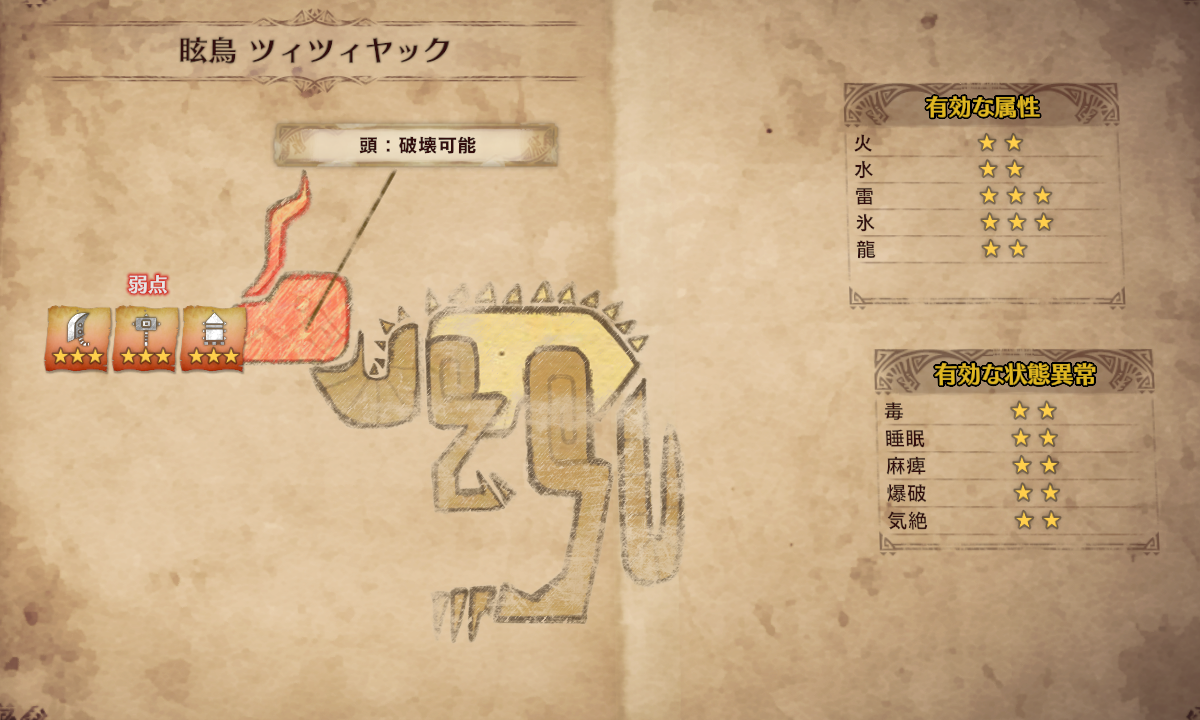 眩鳥 ツィツィヤック
頭：破壊可能
弱点
有効な属性
火 ★★
水 ★★
雷 ★★★
氷 ★★★
龍 ★★
有効な状態異常
毒 ★★
睡眠 ★★
麻痺 ★★
爆破 ★★
気絶 ★★